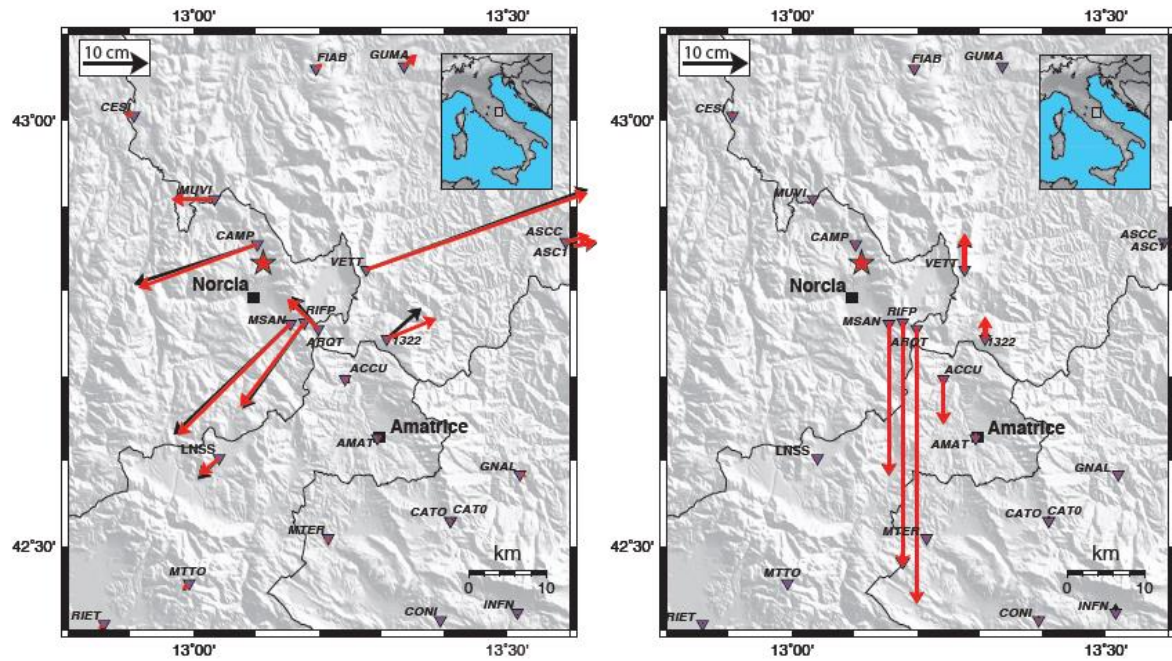 13°00' 13°30'
10 cm
FIAB
GUMA
CESI
43°00'
MUVI
CAMP
ASCC
ASC1
VETT
Norcia
MSAN
RIFP
ARQT
1322
ACCU
Amatrice
AMAT
LNSS
GNAL
CATO CAT0
MTER
42°30'
km
MTTO
0 10
RIET
CONI
INFN
13°00' 13°30'
13°00' 13°30'
10 cm
FIAB
GUMA
CESI
43°00'
MUVI
CAMP
ASCC
ASC1
VETT
Norcia
MSAN
RIFP
ARQT
1322
ACCU
Amatrice
AMAT
LNSS
GNAL
CATO CAT0
MTER
42°30'
km
MTTO
0 10
RIET
CONI
INFN
13°00' 13°30'